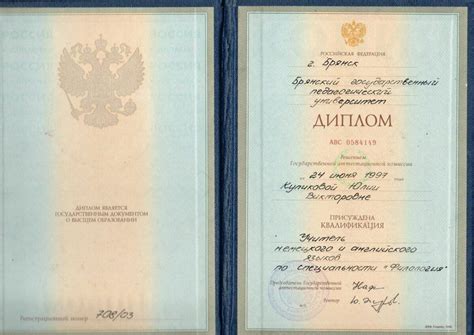 ДИПЛОМ ЯВЛЯЕТСЯ
ГОСУДАРСТВЕННЫМ ДОКУМЕНТОМ
О ВЫСШЕМ ОБРАЗОВАНИИ
Регистрационный номер 708/03
РОССИЙСКАЯ ФЕДЕРАЦИЯ
г. Брянск
Брянский государственный
педагогический
университет
ДИПЛОМ
АВС 0584149
Решением
Государственной аттестационной комиссии
от 24 июня 1997
Куликовой Юлии
Викторовне
ПРИСУЖДЕНА
КВАЛИФИКАЦИЯ
Учитель
немецкого и английского
языков
по специальности "Филология"
Председатель Государственной
аттестационной комиссии
Ректор